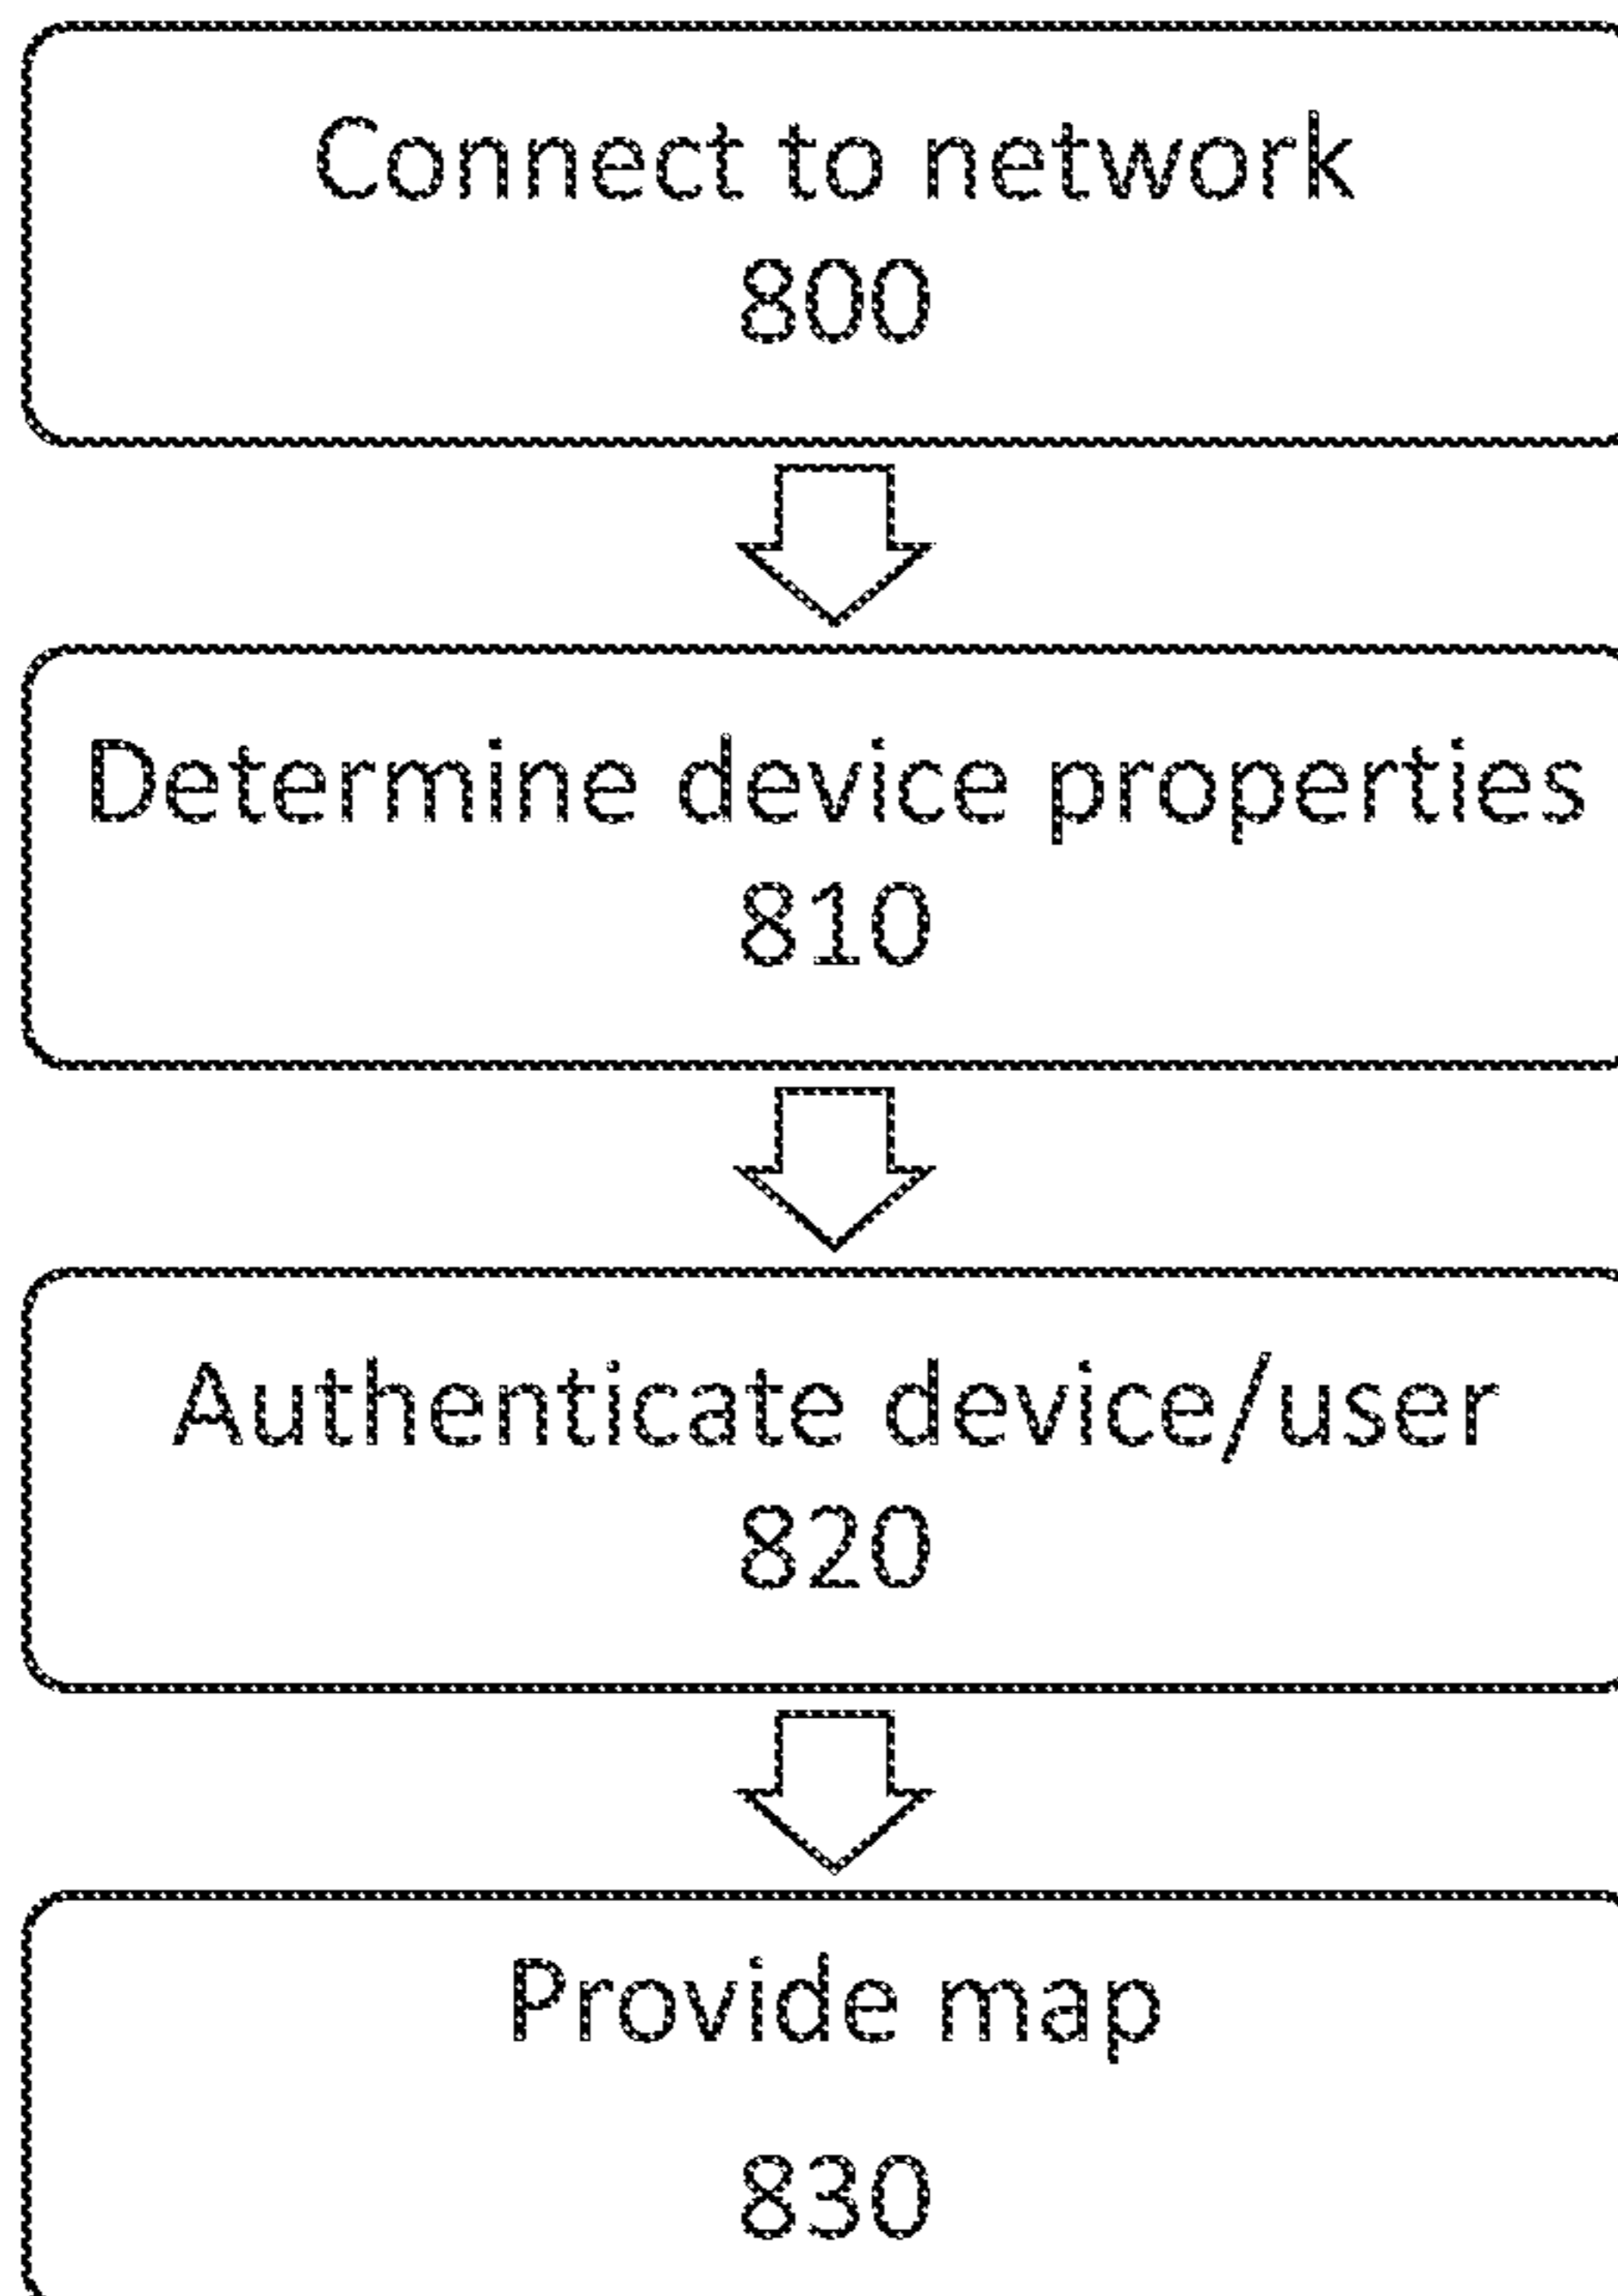 Connect to network
800
Determine device properties
810
Authenticate device/user
820
Provide map
830